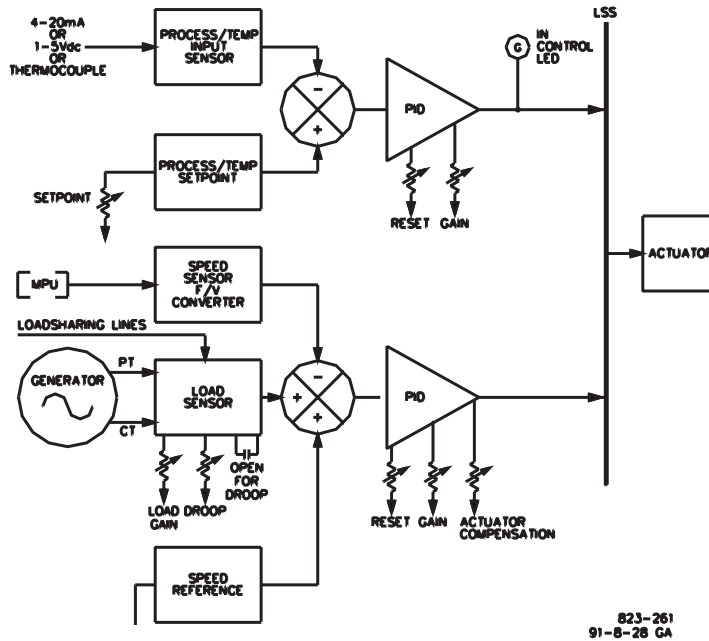 4-20mA
OR
1-5Vdc
OR
THERMOCOUPLE
PROCESS/TEMP
INPUT
SENSOR
-
+
PID
G
IN
CONTROL
LED
LSS
PROCESS/TEMP
SETPOINT
SETPOINT
RESET GAIN
ACTUATOR
MPU
SPEED
SENSOR
F/V
CONVERTER
LOADSHARING LINES
GENERATOR
PT
CT
LOAD
SENSOR
-
+
+
PID
OPEN
FOR
DROOP
LOAD
GAIN
DROOP
RESET GAIN ACTUATOR
COMPENSATION
SPEED
REFERENCE
823-261
91-8-28 GA